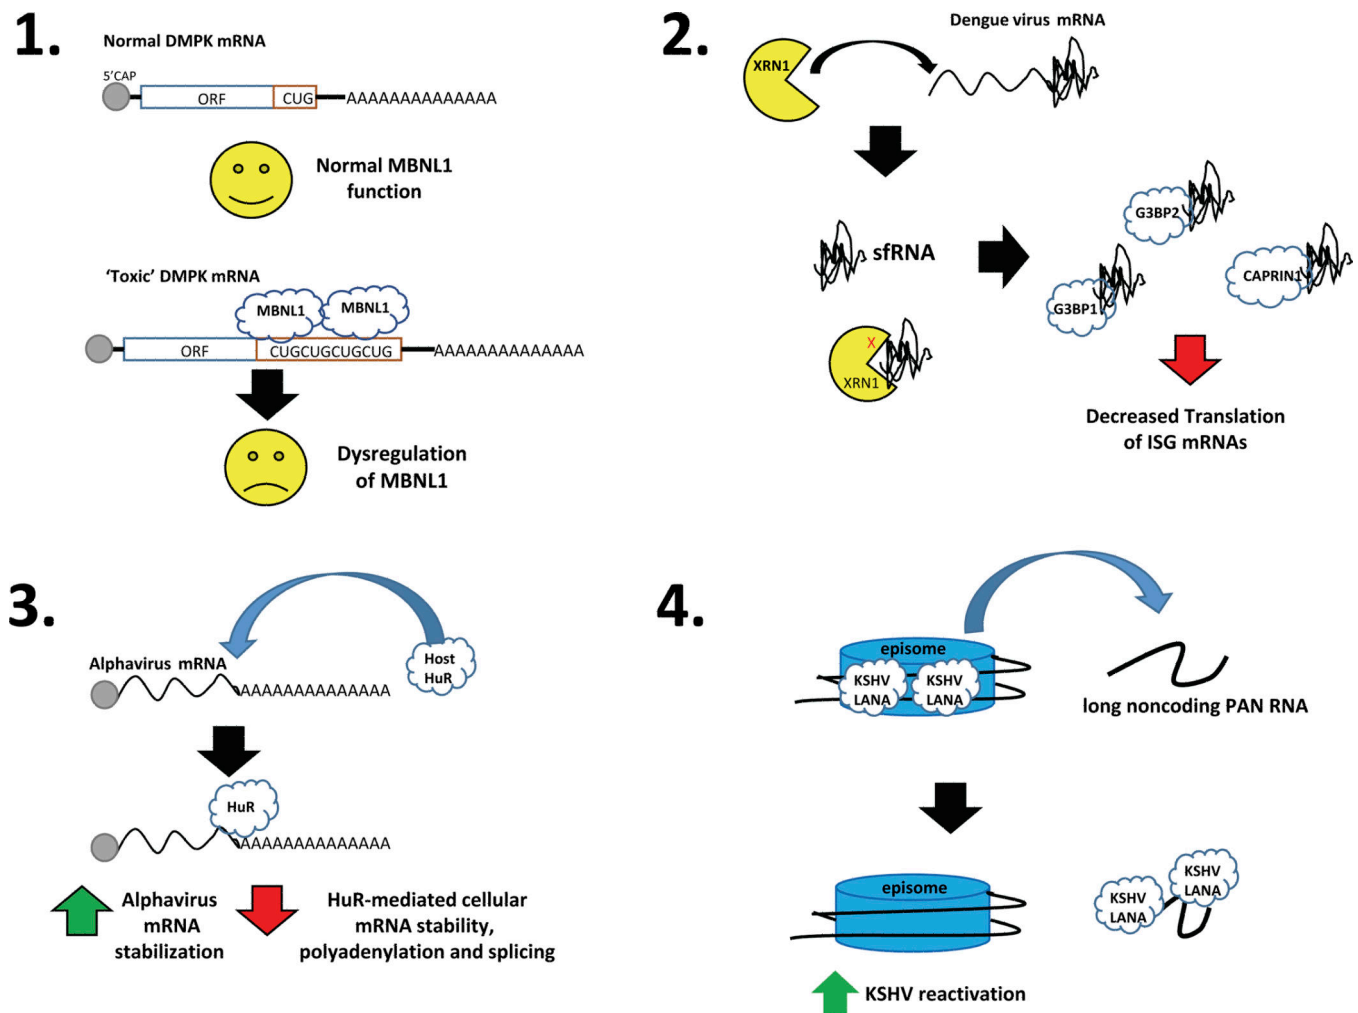 1.
Normal DMPK mRNA
5'CAP
ORF
CUG
AAAAAAAAAAAAAA
Normal MBNL1
function
'Toxic' DMPK mRNA
MBNL1
MBNL1
ORF
CUGCUGCUGCUG
AAAAAAAAAAAAAA
Dysregulation
of MBNL1
2.
Dengue virus mRNA
XRN1
sfRNA
X
XRN1
G3BP2
G3BP1
CAPRIN1
Decreased Translation
of ISG mRNAs
3.
Alphavirus mRNA
Host
HuR
AAAAAAAAAAAAAA
HuR
AAAAAAAAAAAAAA
Alphavirus
mRNA
stabilization
HuR-mediated cellular
mRNA stability,
polyadenylation and splicing
4.
episome
KSHV
LANA
KSHV
LANA
long noncoding PAN RNA
episome
KSHV
LANA
KSHV
LANA
KSHV reactivation